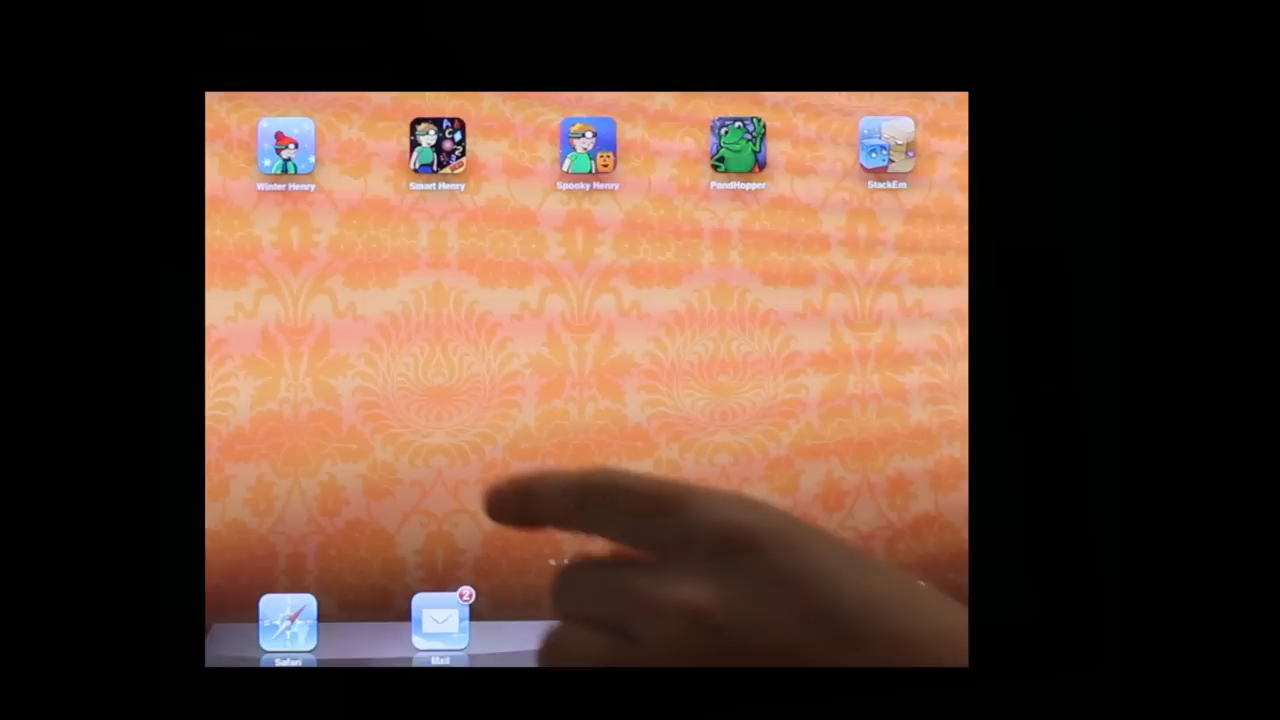 Winter Henry
Smart Henry
Spooky Henry
PondHopper
StackEm
2
Safari
Mail